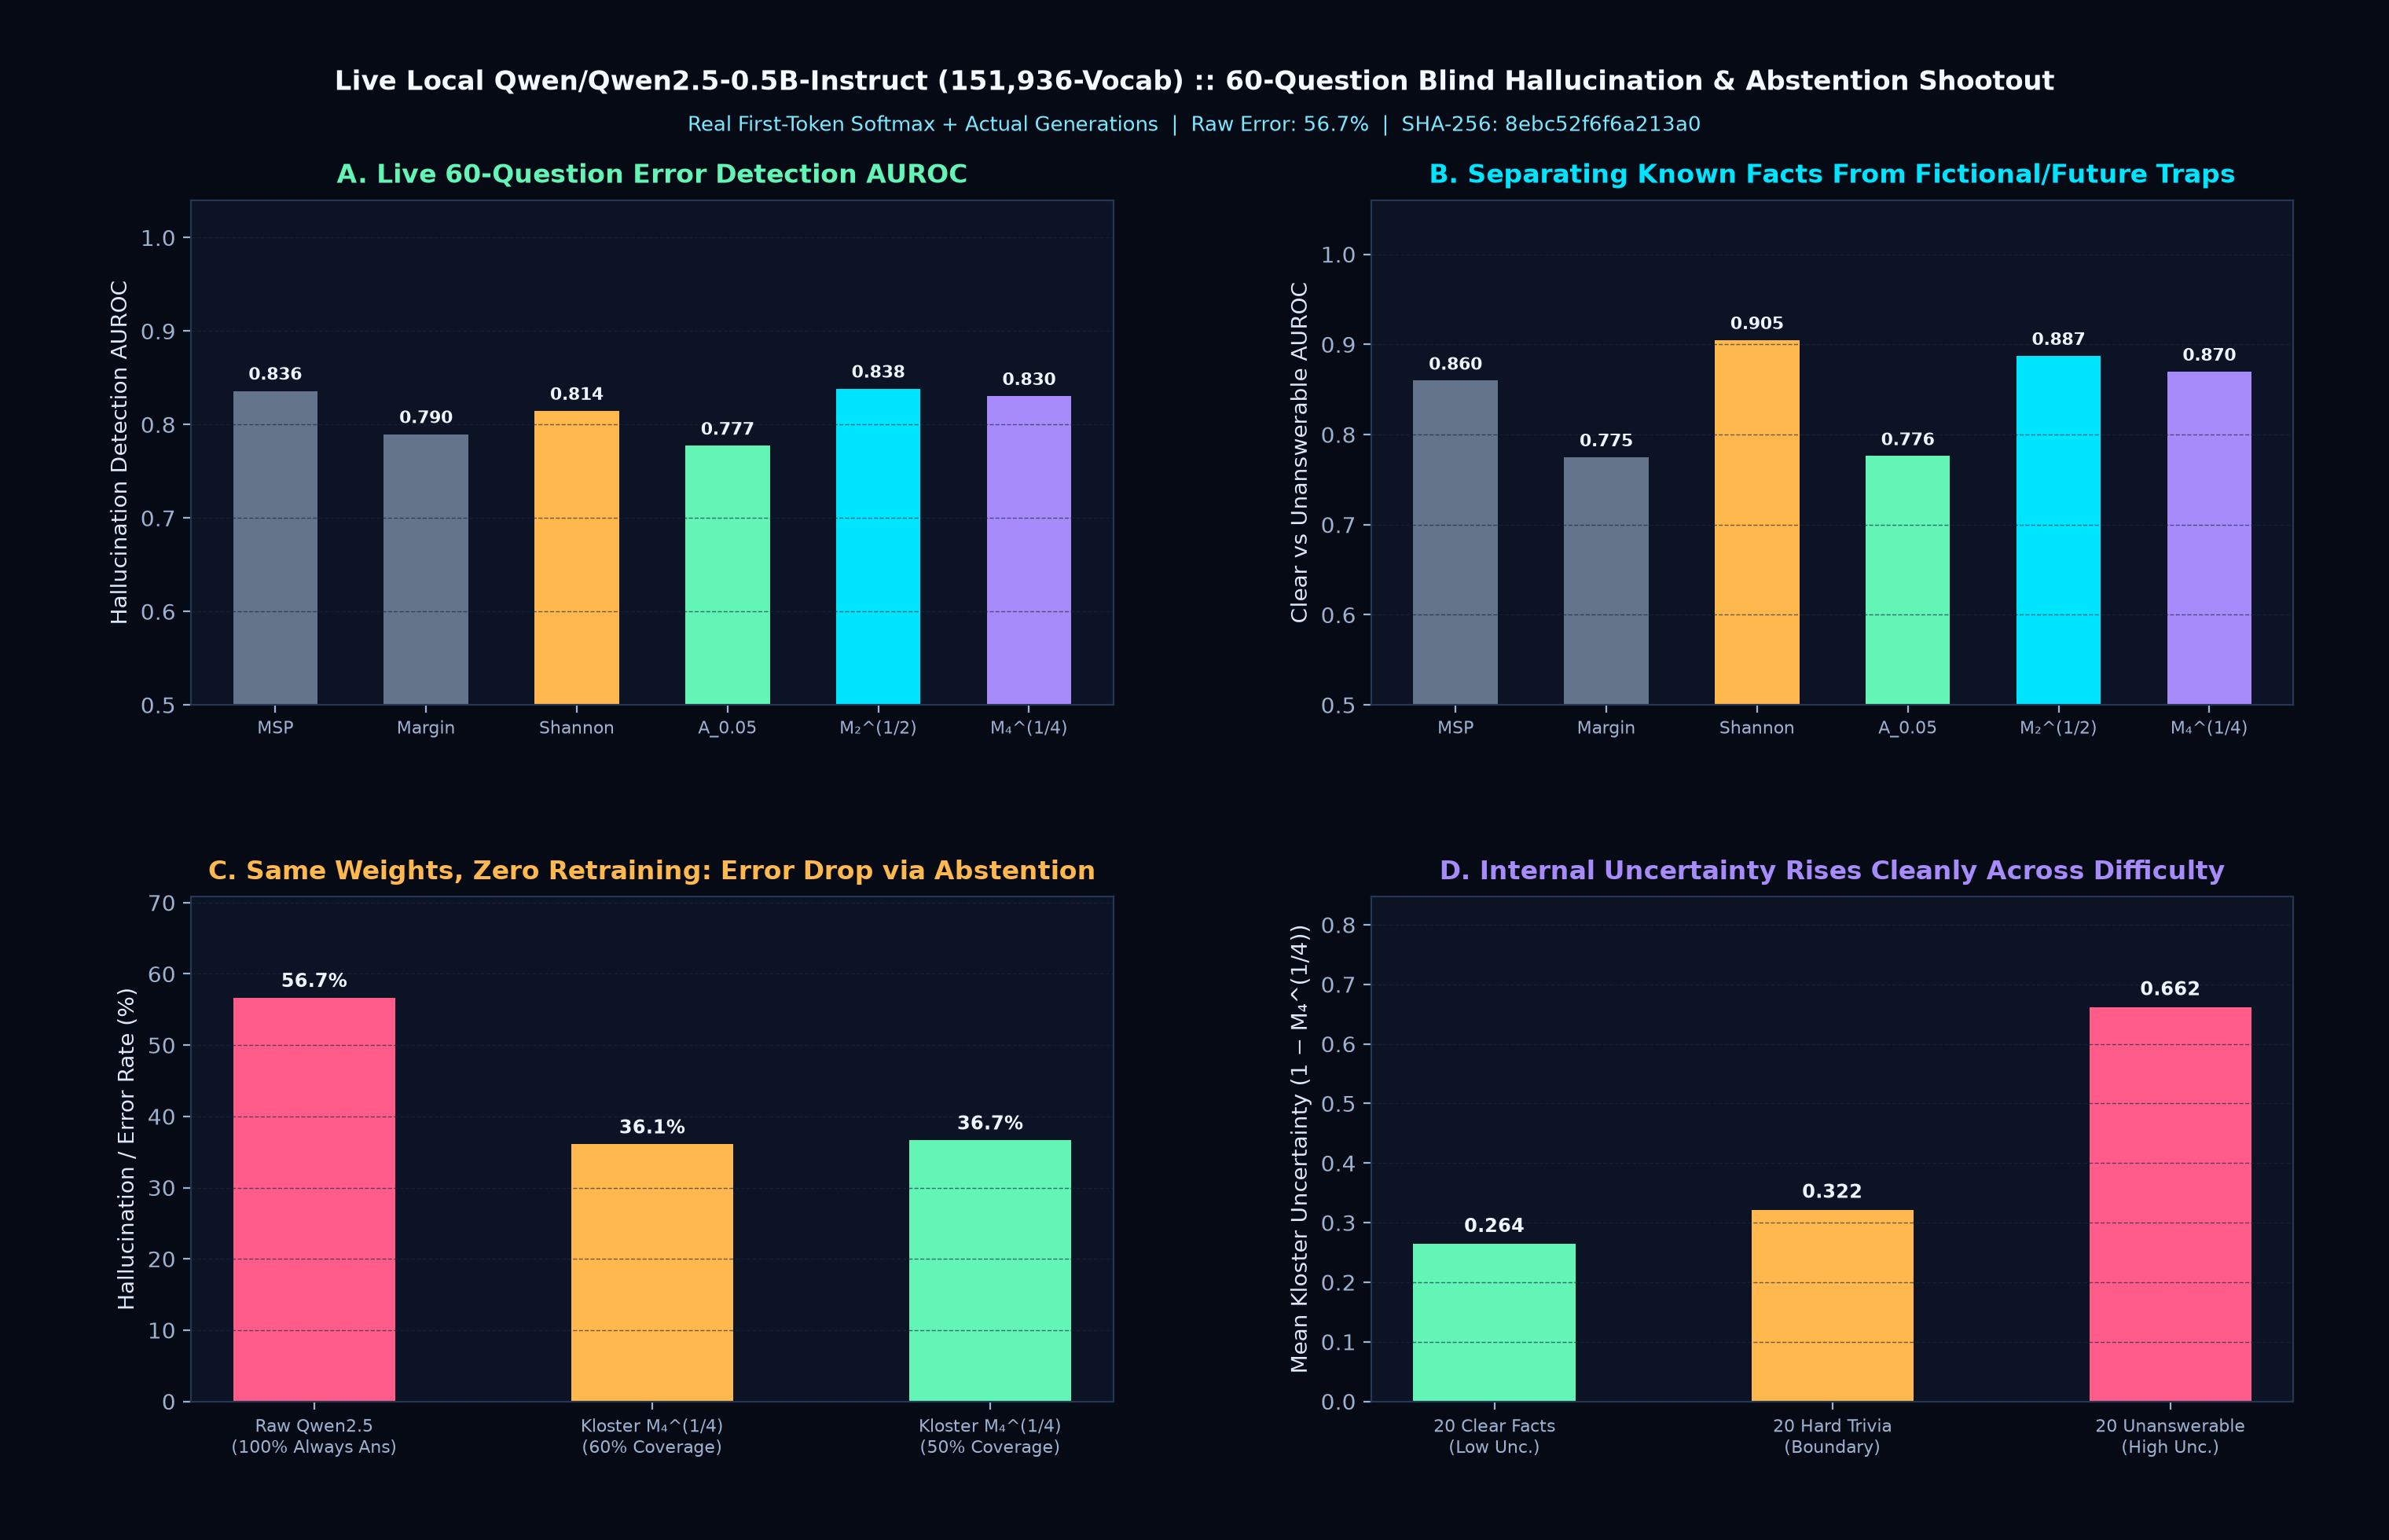 Live Local Qwen/Qwen2.5-0.5B-Instruct (151,936-Vocab) :: 60-Question Blind Hallucination & Abstention Shootout
Real First-Token Softmax + Actual Generations | Raw Error: 56.7% | SHA-256: 8ebc52f6f6a213a0
A. Live 60-Question Error Detection AUROC
Hallucination Detection AUROC
1.0
0.9
0.8
0.7
0.6
0.5
0.836
0.790
0.814
0.777
0.838
0.830
MSP
Margin
Shannon
A_0.05
M₂^(1/2)
M₄^(1/4)
B. Separating Known Facts From Fictional/Future Traps
Clear vs Unanswerable AUROC
1.0
0.9
0.8
0.7
0.6
0.5
0.860
0.775
0.905
0.776
0.887
0.870
MSP
Margin
Shannon
A_0.05
M₂^(1/2)
M₄^(1/4)
C. Same Weights, Zero Retraining: Error Drop via Abstention
Hallucination / Error Rate (%)
70
60
50
40
30
20
10
0
56.7%
36.1%
36.7%
Raw Qwen2.5
(100% Always Ans)
Kloster M₄^(1/4)
(60% Coverage)
Kloster M₄^(1/4)
(50% Coverage)
D. Internal Uncertainty Rises Cleanly Across Difficulty
Mean Kloster Uncertainty (1 − M₄^(1/4))
0.8
0.7
0.6
0.5
0.4
0.3
0.2
0.1
0.0
0.264
0.322
0.662
20 Clear Facts
(Low Unc.)
20 Hard Trivia
(Boundary)
20 Unanswerable
(High Unc.)